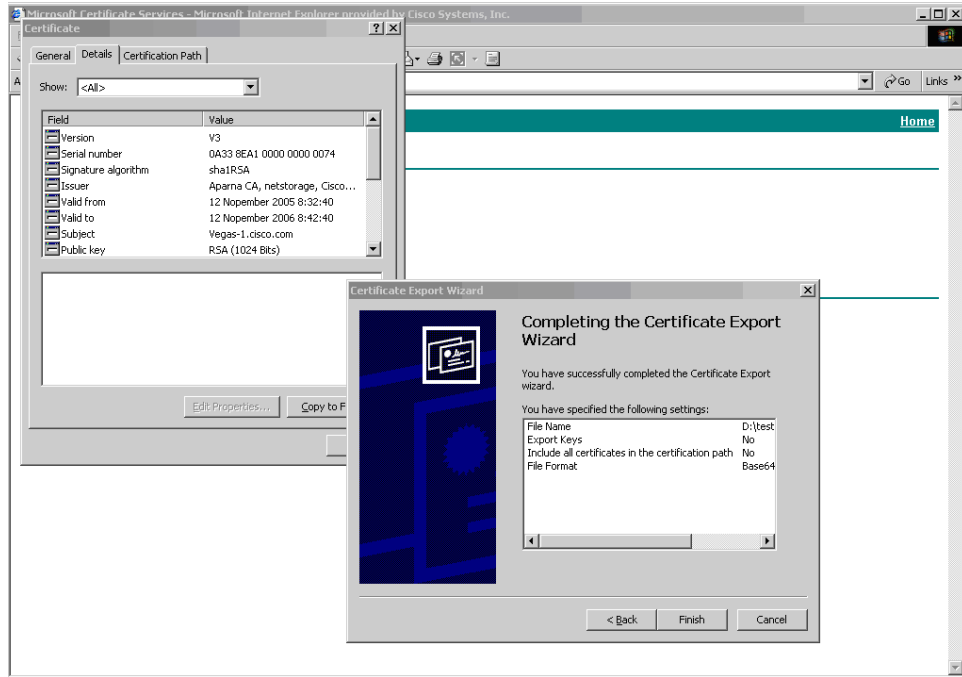 Microsoft Certificate Services - Microsoft Internet Explorer provided by Cisco Systems, Inc.
Certificate
General Details Certification Path
Show: <All>
Field Value
Version V3
Serial number 0A33 8EA1 0000 0000 0074
Signature algorithm sha1RSA
Issuer Aparna CA, netstorage, Cisco...
Valid from 12 Nopember 2005 8:32:40
Valid to 12 Nopember 2006 8:42:40
Subject Vegas-1.cisco.com
Public key RSA (1024 Bits)
Edit Properties... Copy to F
Go Links »
Home
Certificate Export Wizard
Completing the Certificate Export
Wizard
You have successfully completed the Certificate Export
wizard.
You have specified the following settings:
File Name D:\test
Export Keys No
Include all certificates in the certification path No
File Format Base64
< Back Finish Cancel